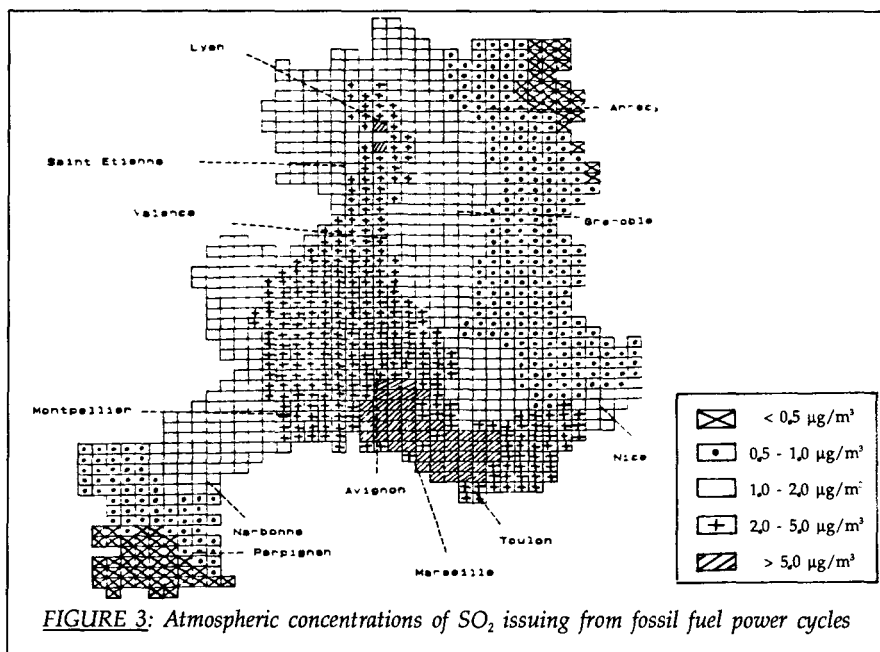 Lyon
Annecy
Saint Etienne
Valence
Grenoble
Montpellier
Nice
Avignon
Narbonne
Toulon
Perpignan
Marseille
< 0.5 µg/m³
0.5 - 1.0 µg/m³
1.0 - 2.0 µg/m³
2.0 - 5.0 µg/m³
> 5.0 µg/m³
FIGURE 3: Atmospheric concentrations of SO₂ issuing from fossil fuel power cycles